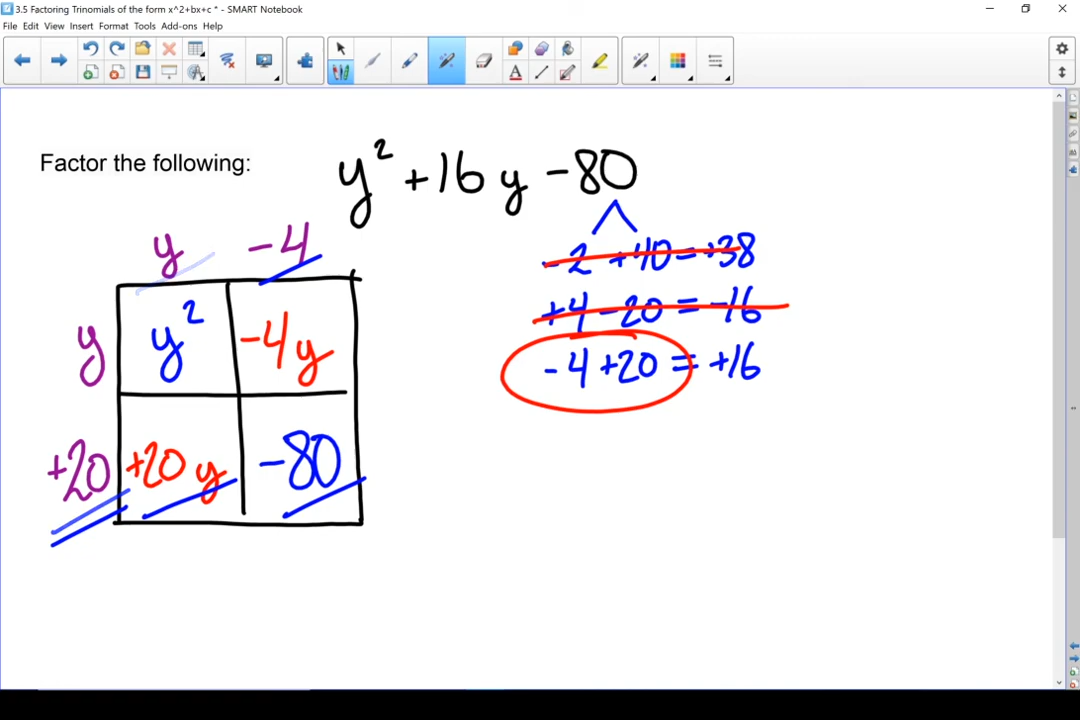 3.5 Factoring Trinomials of the form x^2+bx+c * - SMART Notebook
File Edit View Insert Format Tools Add-ons Help
Factor the following:
y² + 16y - 80
-2 +40 = +38
+4 - 20 = -16
-4 +20 = +16
y -4
y y² -4y
+20 +20y -80